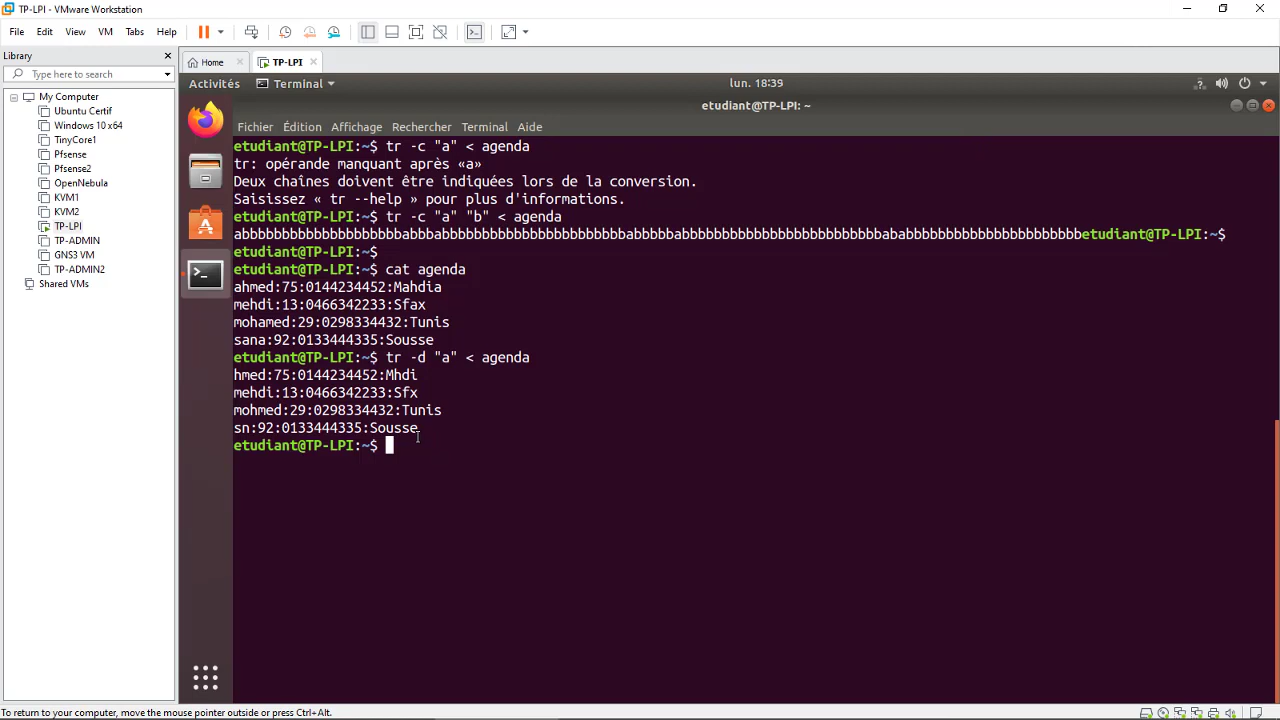 TP-LPI - VMware Workstation
File Edit View VM Tabs Help
Library
Type here to search
My Computer
Ubuntu Certif
Windows 10 x64
TinyCore1
Pfsense
Pfsense2
OpenNebula
KVM1
KVM2
TP-LPI
TP-ADMIN
GNS3 VM
TP-ADMIN2
Shared VMs
Home TP-LPI
Activités Terminal lun. 18:39
etudiant@TP-LPI: ~
Fichier Édition Affichage Rechercher Terminal Aide
etudiant@TP-LPI:~$ tr -c "a" < agenda
tr: opérande manquant après «a»
Deux chaînes doivent être indiquées lors de la conversion.
Saisissez « tr --help » pour plus d'informations.
etudiant@TP-LPI:~$ tr -c "a" "b" < agenda
abbbbbbbbbbbbbbbbbbbbabbbabbbbbbbbbbbbbbbbbbbbbbbabbbbbabbbbbbbbbbbbbbbbbbbbbbbbbababbbbbbbbbbbbbbbbbbbbbbetudiant@TP-LPI:~$
etudiant@TP-LPI:~$
etudiant@TP-LPI:~$ cat agenda
ahmed:75:0144234452:Mahdia
mehdi:13:0466342233:Sfax
mohamed:29:0298334432:Tunis
sana:92:0133444335:Sousse
etudiant@TP-LPI:~$ tr -d "a" < agenda
hmed:75:0144234452:Mhdi
mehdi:13:0466342233:Sfx
mohmed:29:0298334432:Tunis
sn:92:0133444335:Sousse
etudiant@TP-LPI:~$
To return to your computer, move the mouse pointer outside or press Ctrl+Alt.